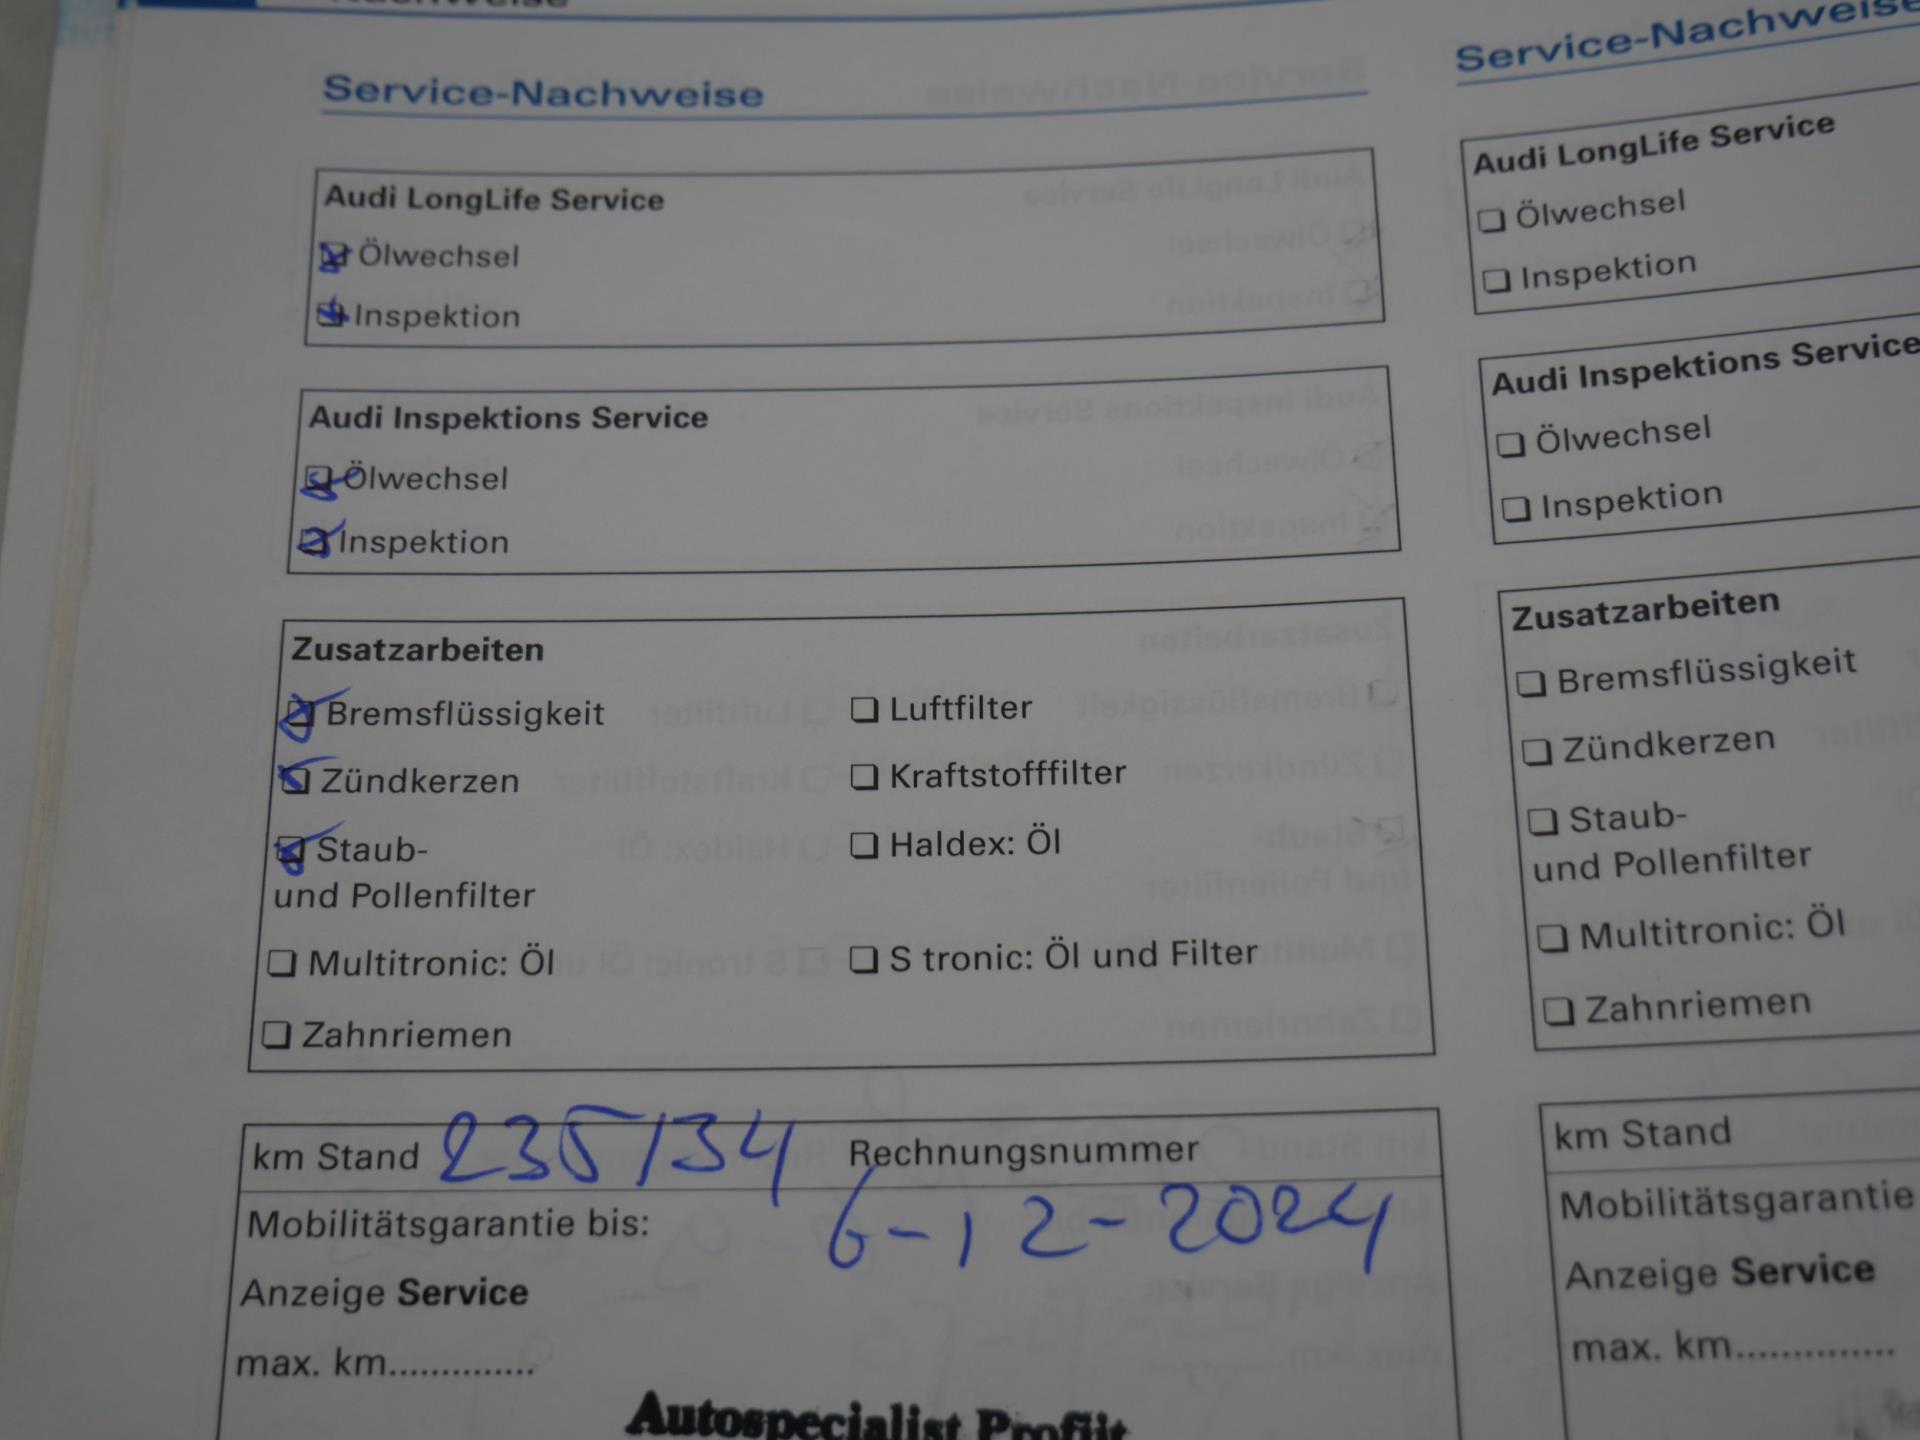 Nachweise
Service-Nachweise
Audi LongLife Service
Ölwechsel
Inspektion
Audi Inspektions Service
Ölwechsel
Inspektion
Zusatzarbeiten
Bremsflüssigkeit
Luftfilter
Zündkerzen
Kraftstofffilter
Staub-
und Pollenfilter
Haldex: Öl
Multitronic: Öl
S tronic: Öl und Filter
Zahnriemen
km Stand 235134 Rechnungsnummer
Mobilitätsgarantie bis: 6-12-2024
Anzeige Service
max. km..............
Autospecialist Profijt
Service-Nachweise
Audi LongLife Service
Ölwechsel
Inspektion
Audi Inspektions Service
Ölwechsel
Inspektion
Zusatzarbeiten
Bremsflüssigkeit
Zündkerzen
Staub-
und Pollenfilter
Multitronic: Öl
Zahnriemen
km Stand
Mobilitätsgarantie
Anzeige Service
max. km..............